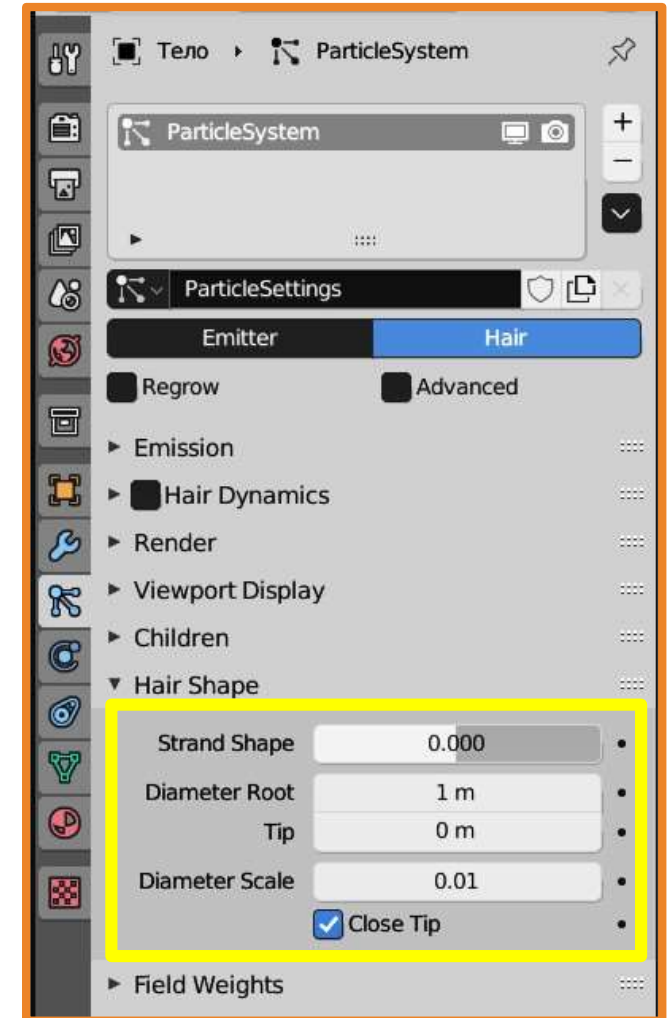 Тело ParticleSystem
ParticleSystem
ParticleSettings
Emitter Hair
Regrow Advanced
Emission
Hair Dynamics
Render
Viewport Display
Children
Hair Shape
Strand Shape 0.000
Diameter Root 1 m
Tip 0 m
Diameter Scale 0.01
Close Tip
Field Weights